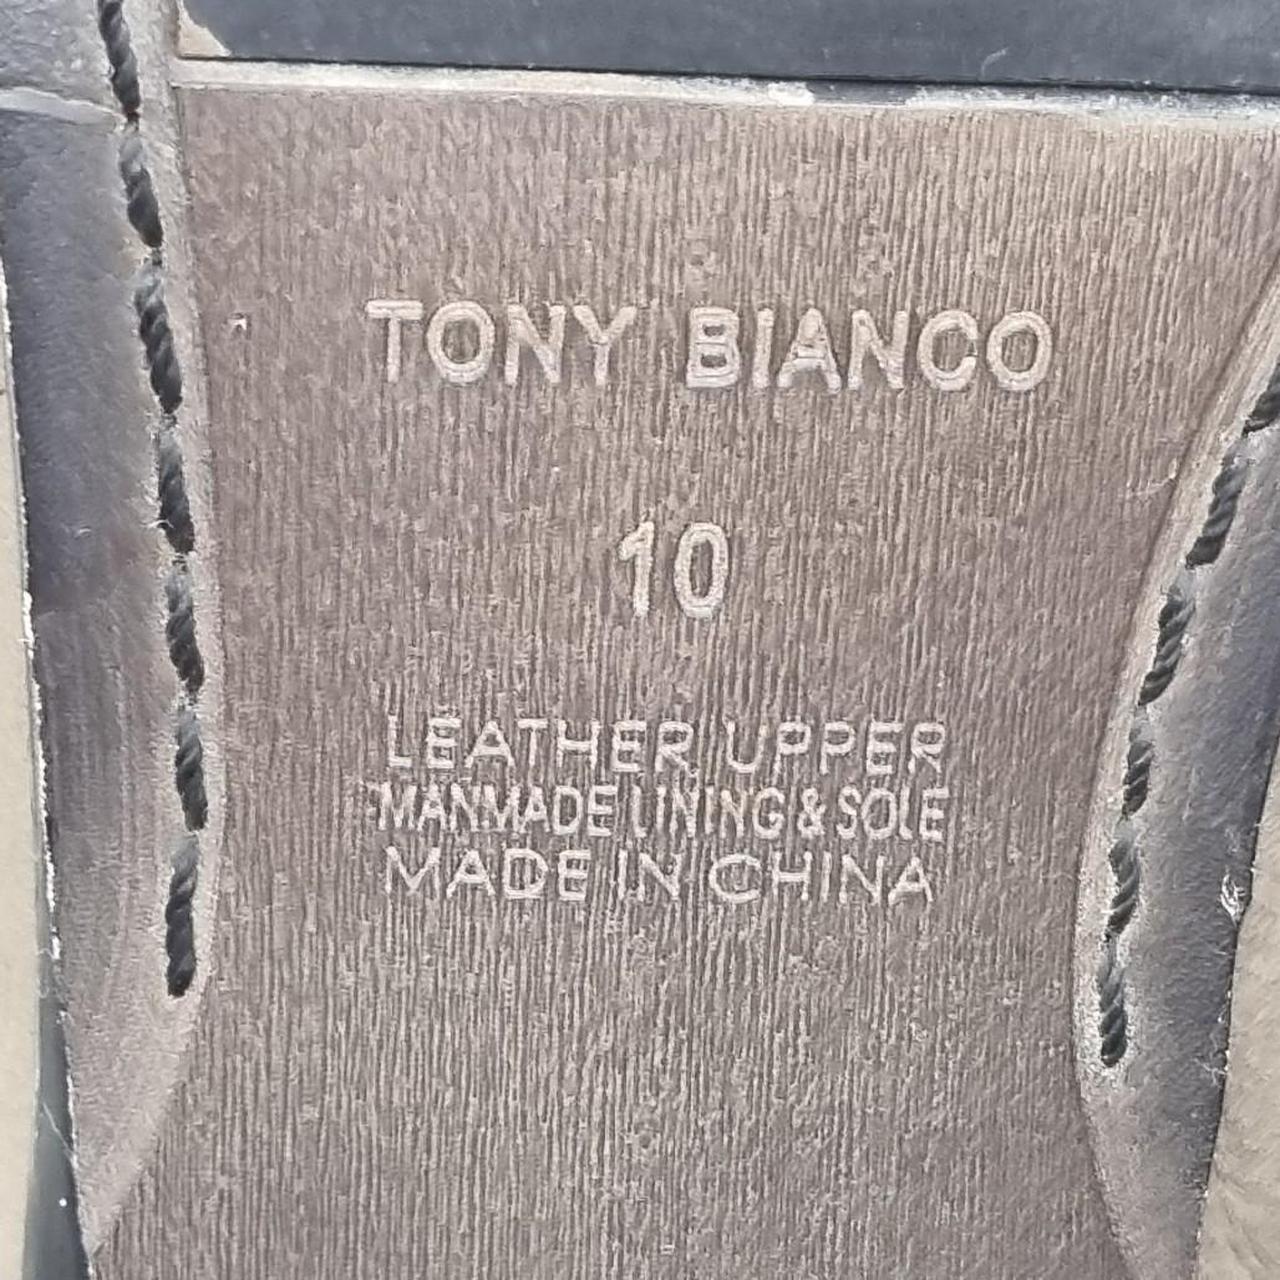 TONY BIANCO
10
LEATHER UPPER
MANMADE LINING & SOLE
MADE IN CHINA